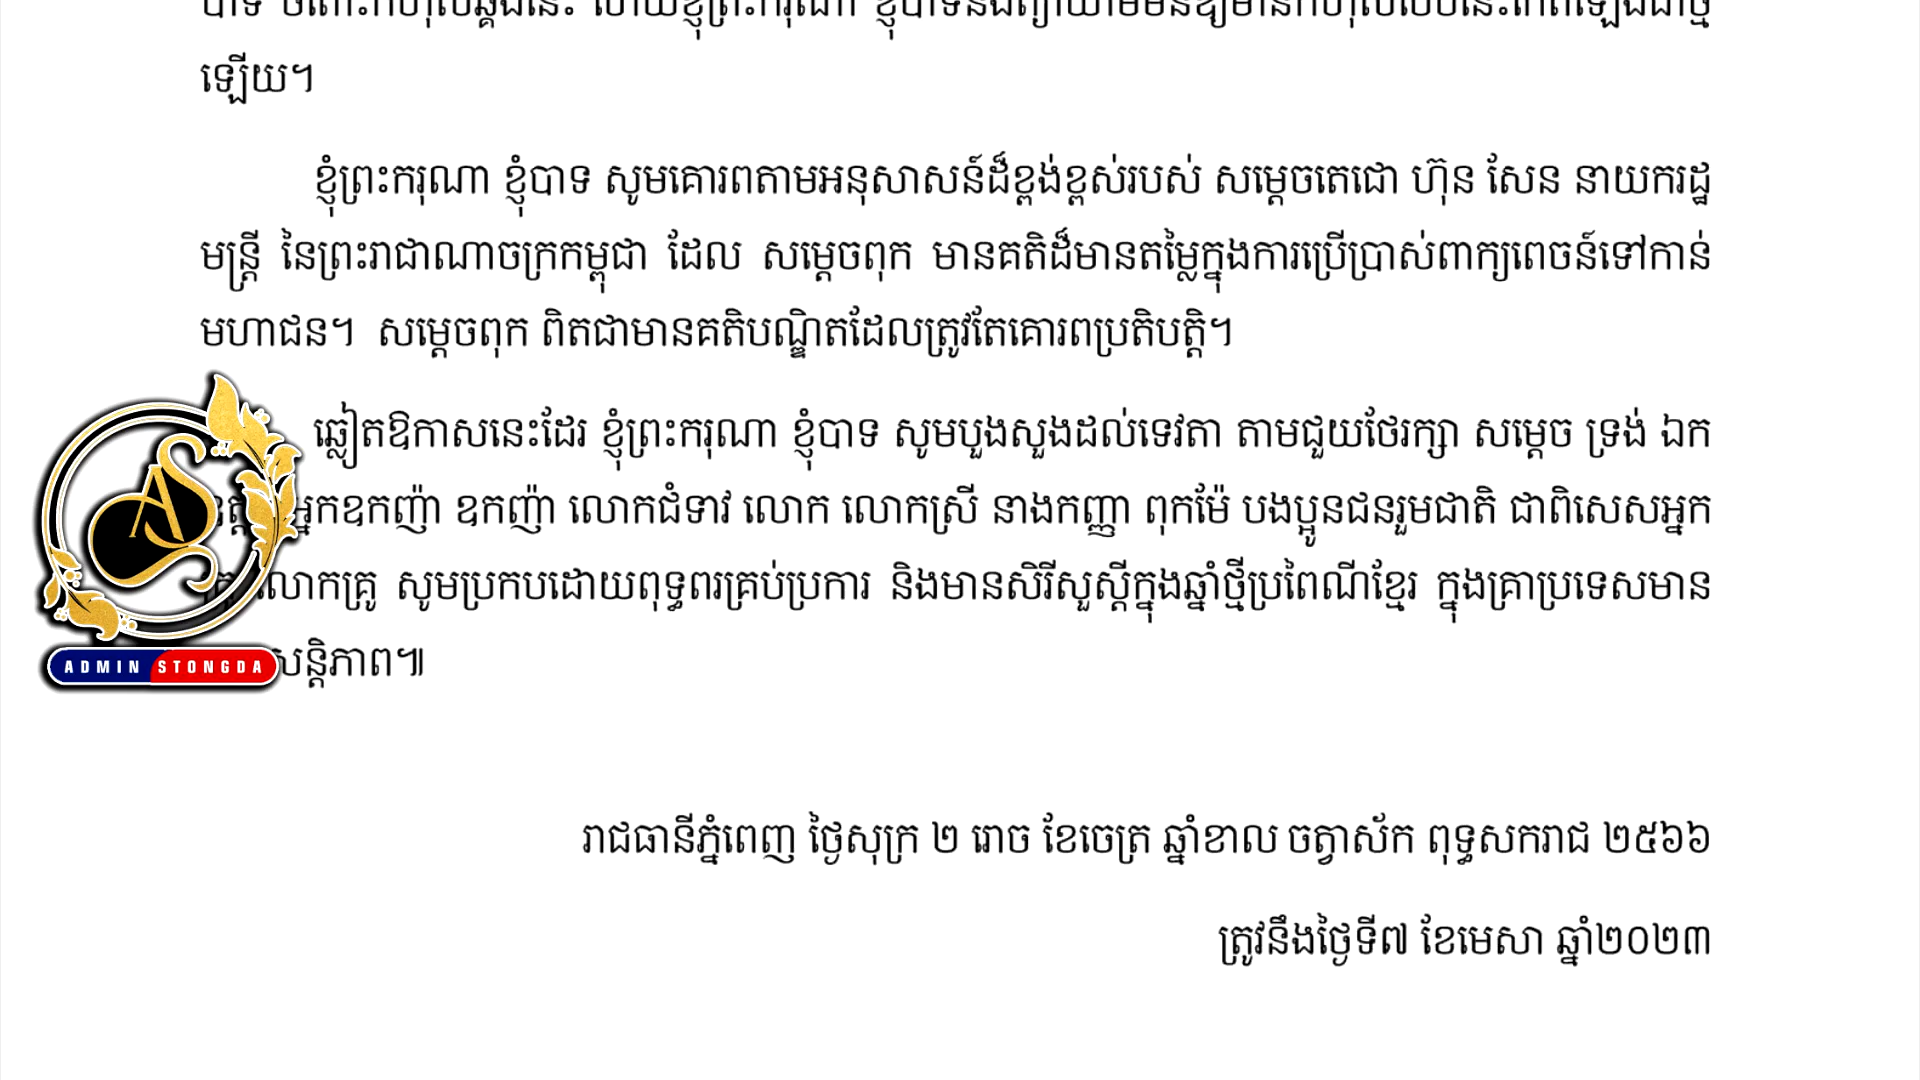 ឡើយ។
ខ្ញុំព្រះករុណា ខ្ញុំបាទ សូមគោរពតាមអនុសាសន៍ដ៏ខ្ពង់ខ្ពស់របស់ សម្តេចតេជោ ហ៊ុន សែន នាយករដ្ឋ
មន្ត្រី នៃព្រះរាជាណាចក្រកម្ពុជា ដែល សម្តេចពុក មានគតិដ៏មានតម្លៃក្នុងការប្រើប្រាស់ពាក្យពេចន៍ទៅកាន់
មហាជន។ សម្តេចពុក ពិតជាមានគតិបណ្ឌិតដែលត្រូវតែគោរពប្រតិបត្តិ។
ឆ្លៀតឱកាសនេះដែរ ខ្ញុំព្រះករុណា ខ្ញុំបាទ សូមបួងសួងដល់ទេវតា តាមជួយថែរក្សា សម្តេច ទ្រង់ ឯក
អ្នកឧកញ៉ា ឧកញ៉ា លោកជំទាវ លោក លោកស្រី នាងកញ្ញា ពុកម៉ែ បងប្អូនជនរួមជាតិ ជាពិសេសអ្នក
លោកគ្រូ សូមប្រកបដោយពុទ្ធពរគ្រប់ប្រការ និងមានសិរីសួស្តីក្នុងឆ្នាំថ្មីប្រពៃណីខ្មែរ ក្នុងគ្រាប្រទេសមាន
សន្តិភាព៕
AS
ADMIN STONGDA
រាជធានីភ្នំពេញ ថ្ងៃសុក្រ ២ រោច ខែចេត្រ ឆ្នាំខាល ចត្វាស័ក ពុទ្ធសករាជ ២៥៦៦
ត្រូវនឹងថ្ងៃទី៧ ខែមេសា ឆ្នាំ២០២៣